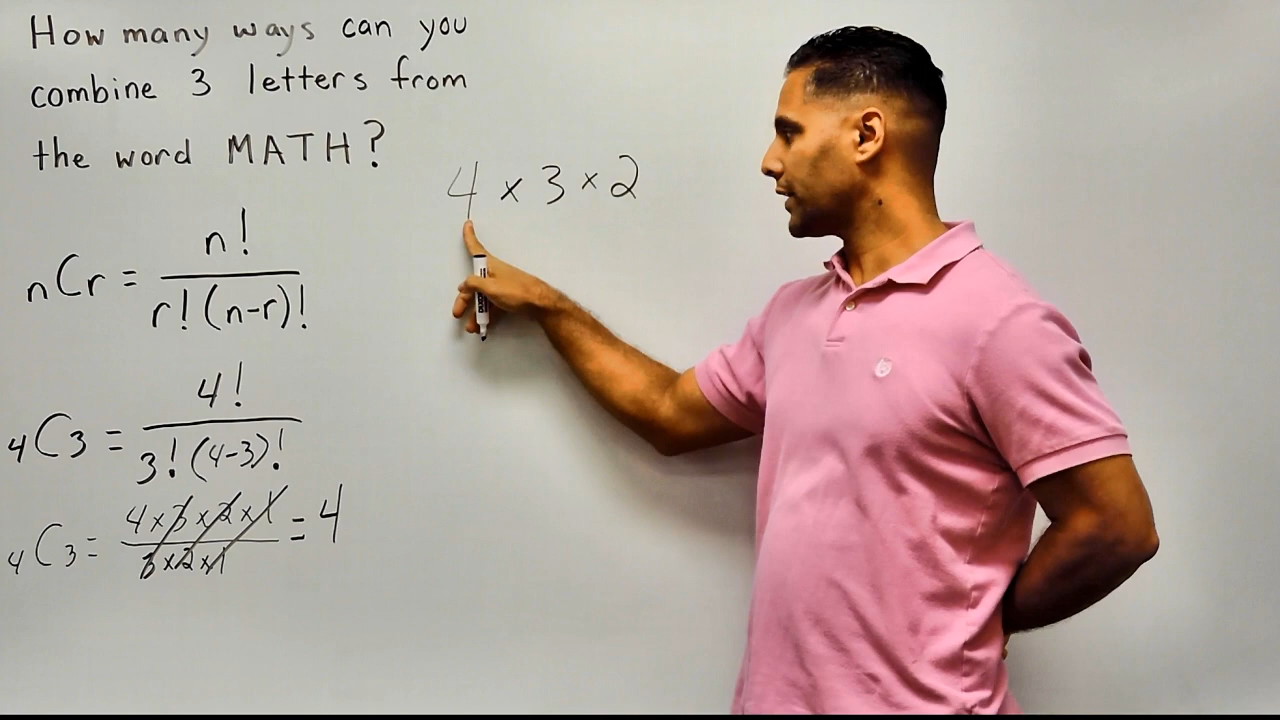 How many ways can you
combine 3 letters from
the word MATH?
4 x 3 x 2
nCr = n! / r!(n-r)!
4C3 = 4! / 3!(4-3)!
4C3 = 4x3x2x1 / 3x2x1 = 4